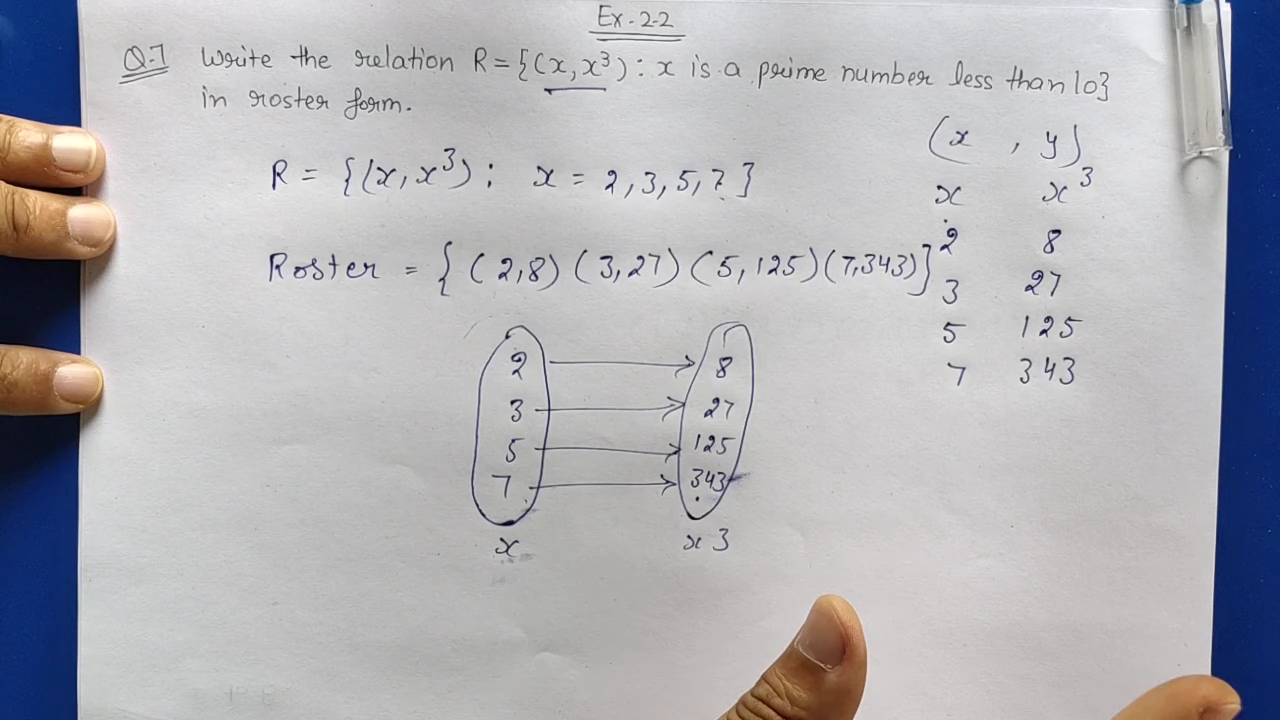 Ex-2.2
Q.7 Write the relation R={(x,x³): x is a prime number less than 10}
in roster form.
R = {(x,x³): x = 2,3,5,7}
Roster = {(2,8)(3,27)(5,125)(7,343)}
(x , y)
x x³
2 8
3 27
5 125
7 343
2 8
3 27
5 125
7 343
x x3